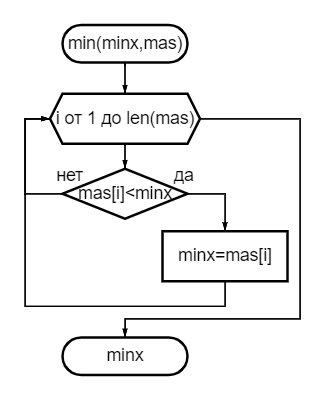 min(minx,mas)
i от 1 до len(mas)
нет
да
mas[i]<minx
minx=mas[i]
minx